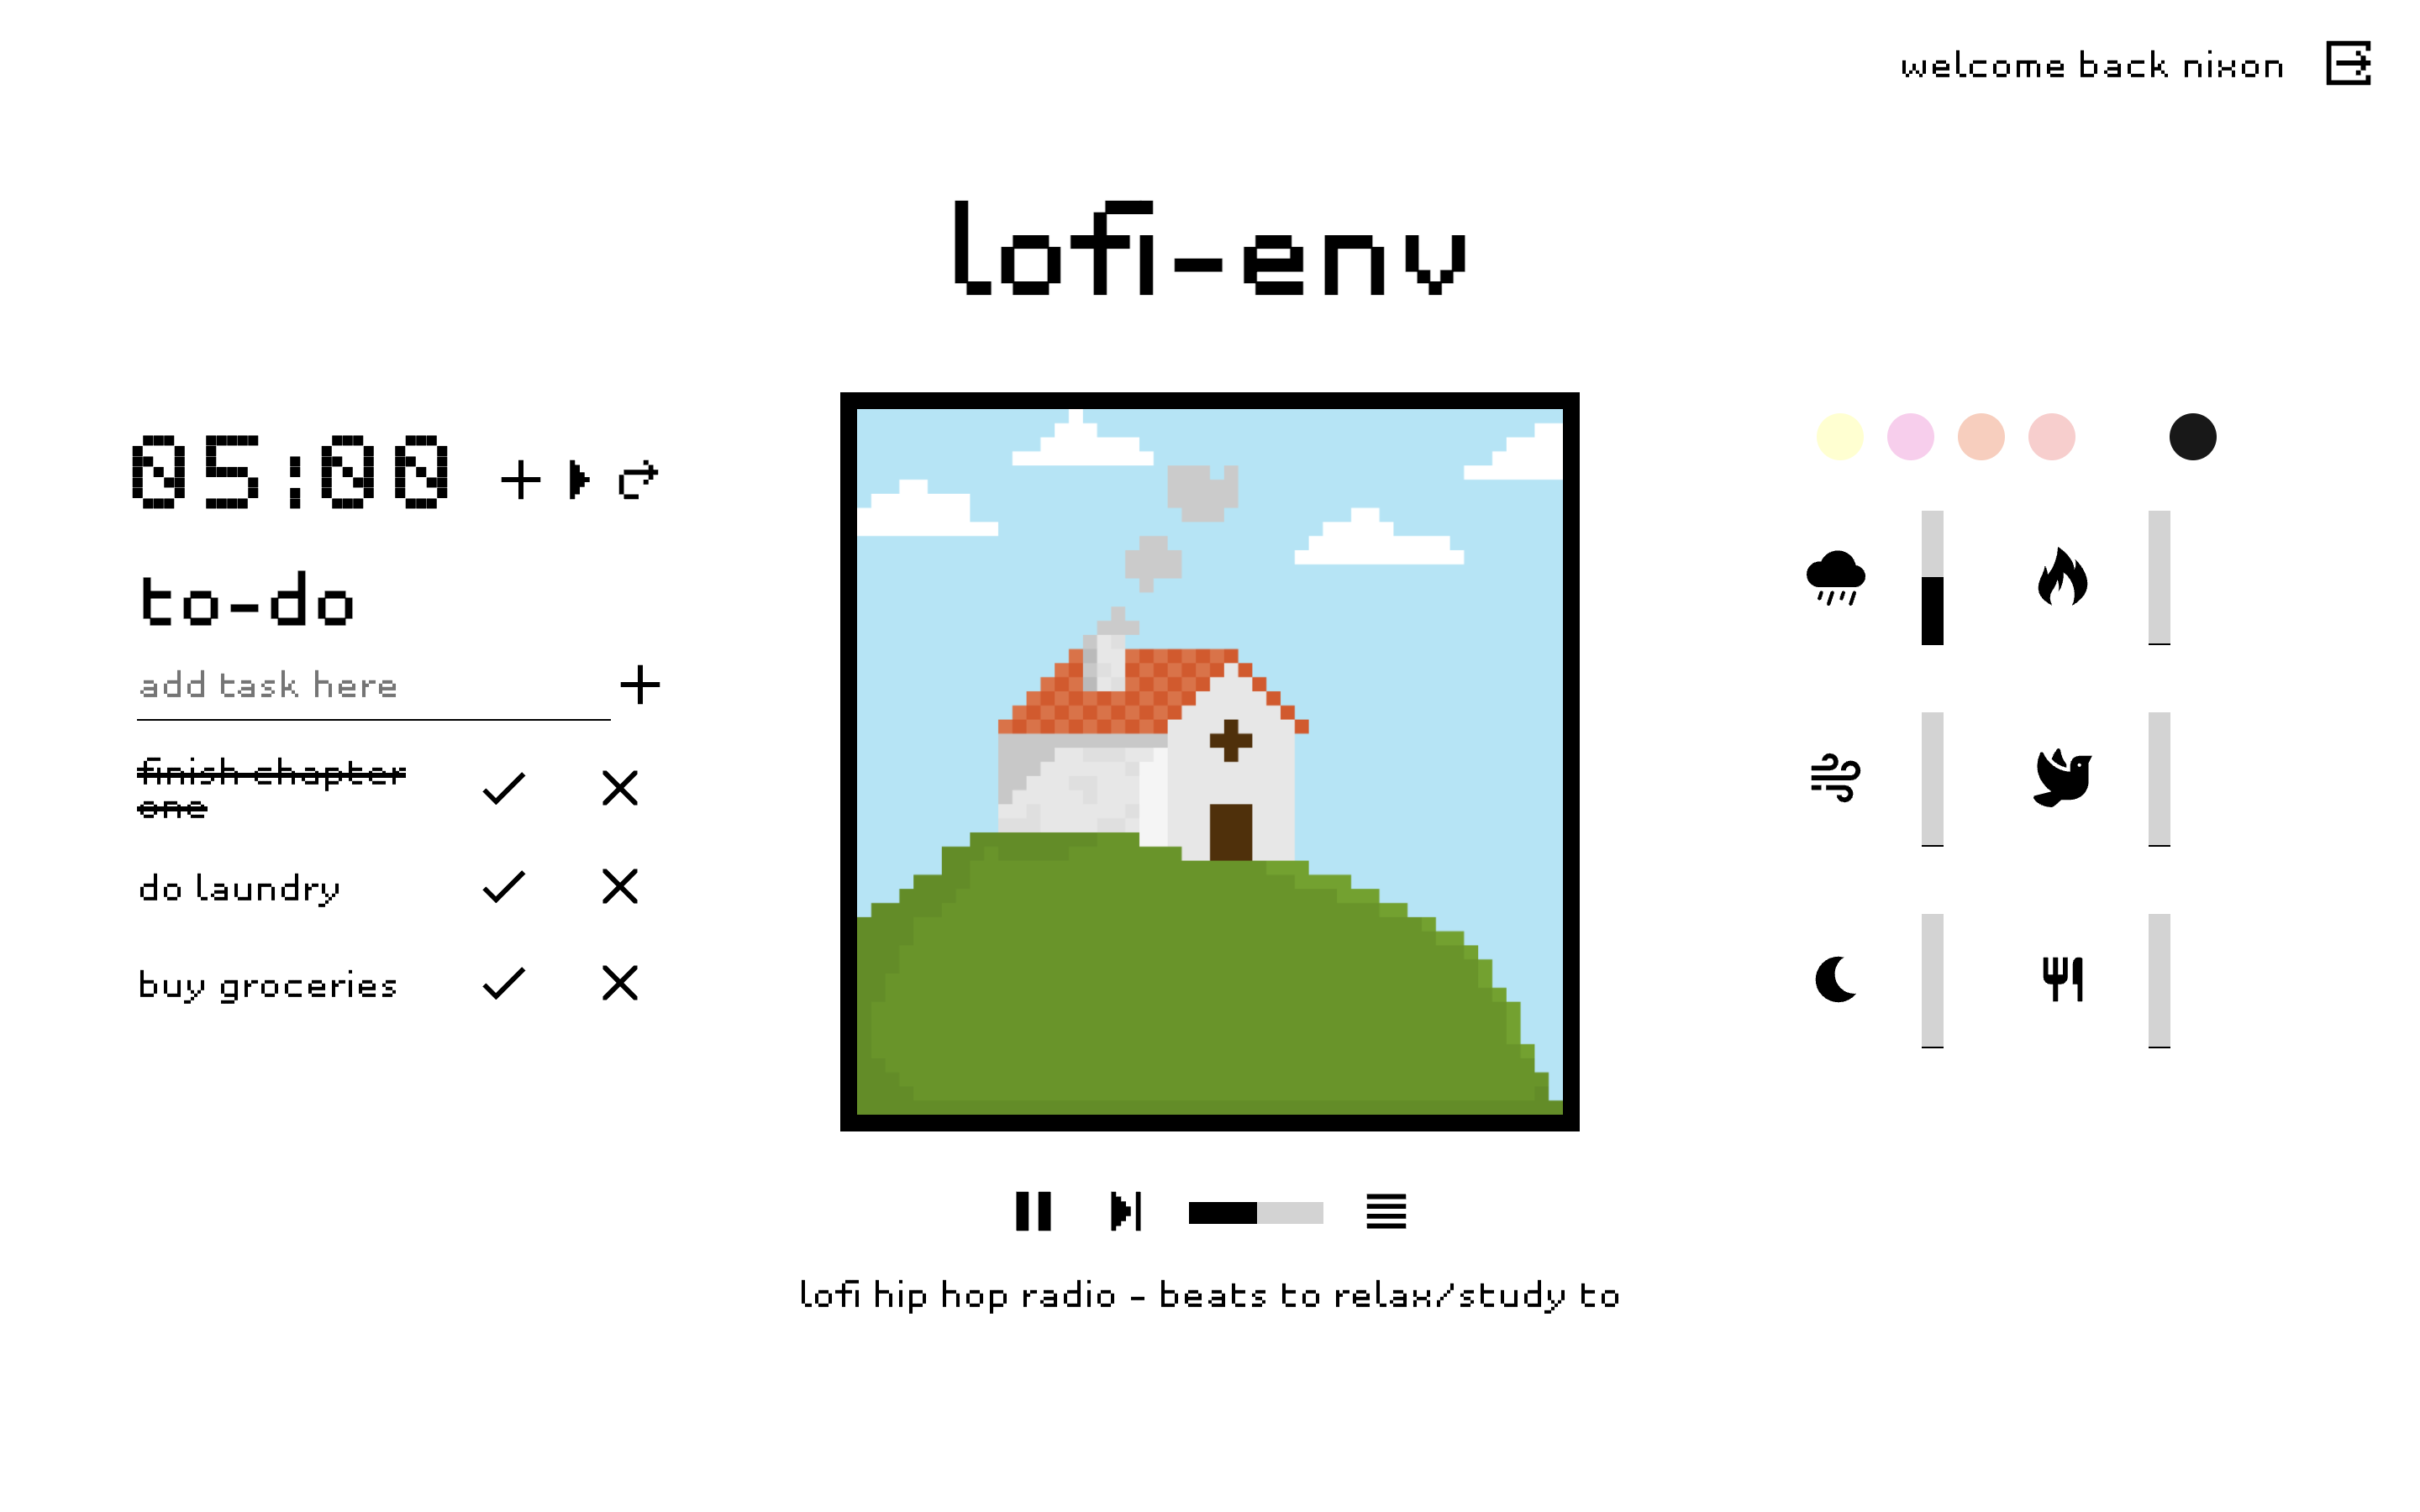 welcome back nixon
lofi-env
05:00
to-do
add task here
finish chapter
one
do laundry
buy groceries
lofi hip hop radio - beats to relax/study to